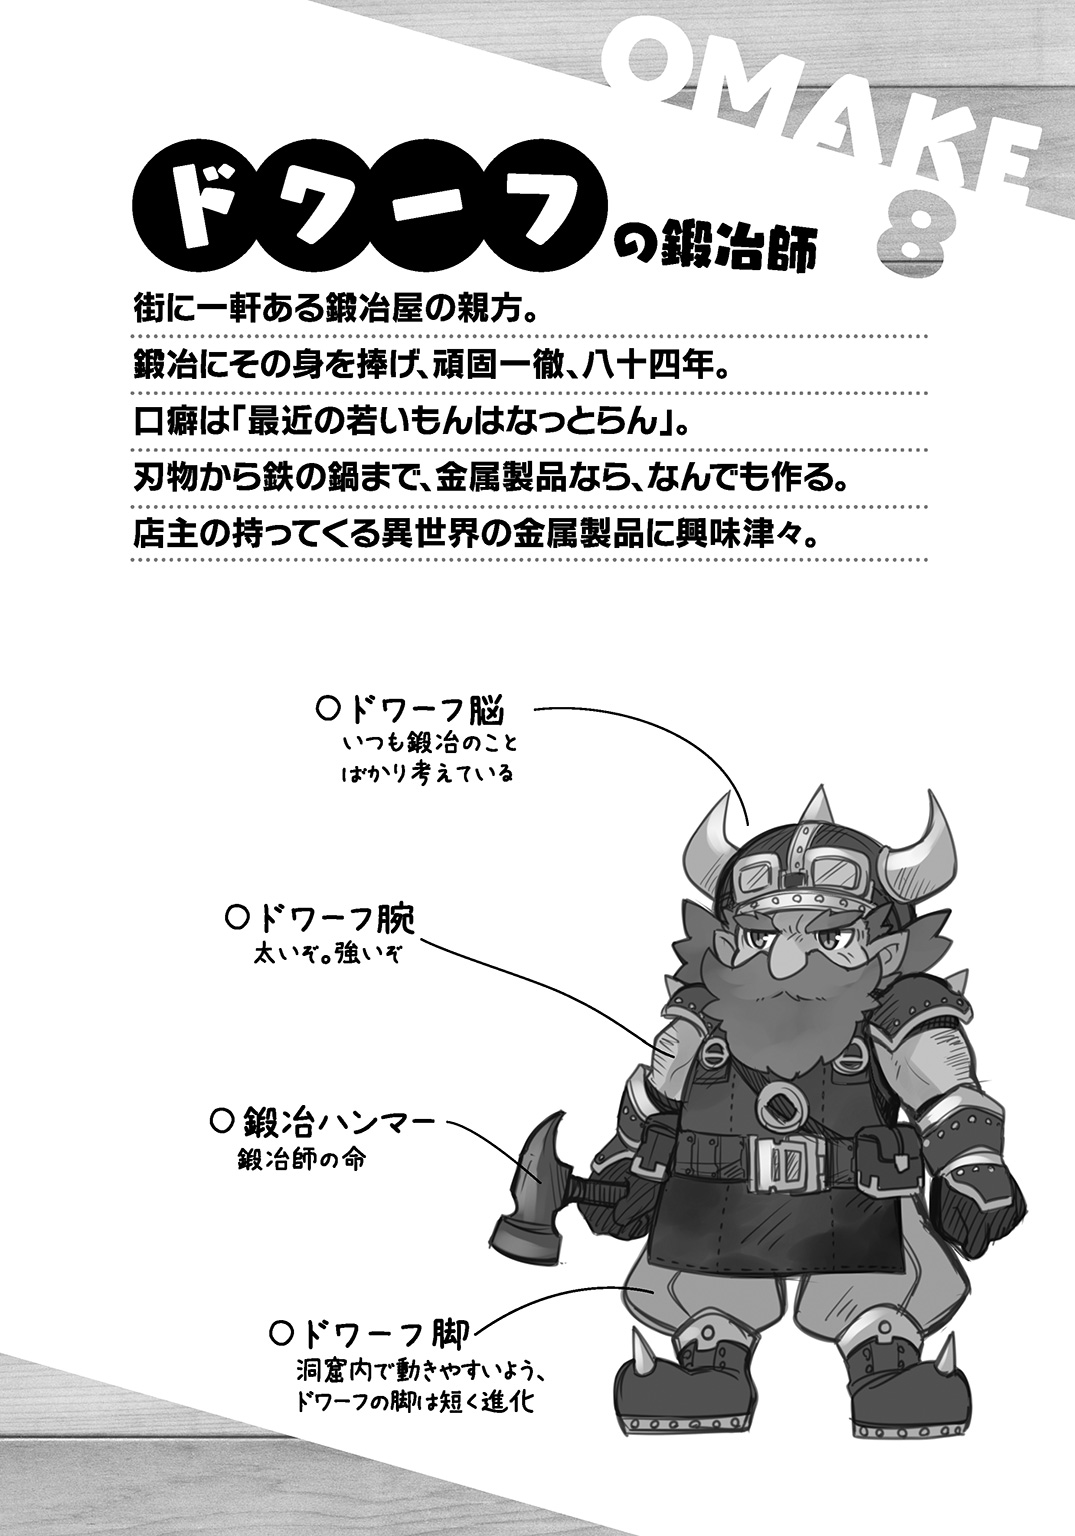 OMAKE
8
ドワーフの鍛冶師
街に一軒ある鍛冶屋の親方。
鍛冶にその身を捧げ、頑固一徹、八十四年。
口癖は「最近の若いもんはなっとらん」。
刃物から鉄の鍋まで、金属製品なら、なんでも作る。
店主の持ってくる異世界の金属製品に興味津々。
○ドワーフ脳
いつも鍛冶のこと
ばかり考えている
○ドワーフ腕
太いぞ。強いぞ
○鍛冶ハンマー
鍛冶師の命
○ドワーフ脚
洞窟内で動きやすいよう、
ドワーフの脚は短く進化